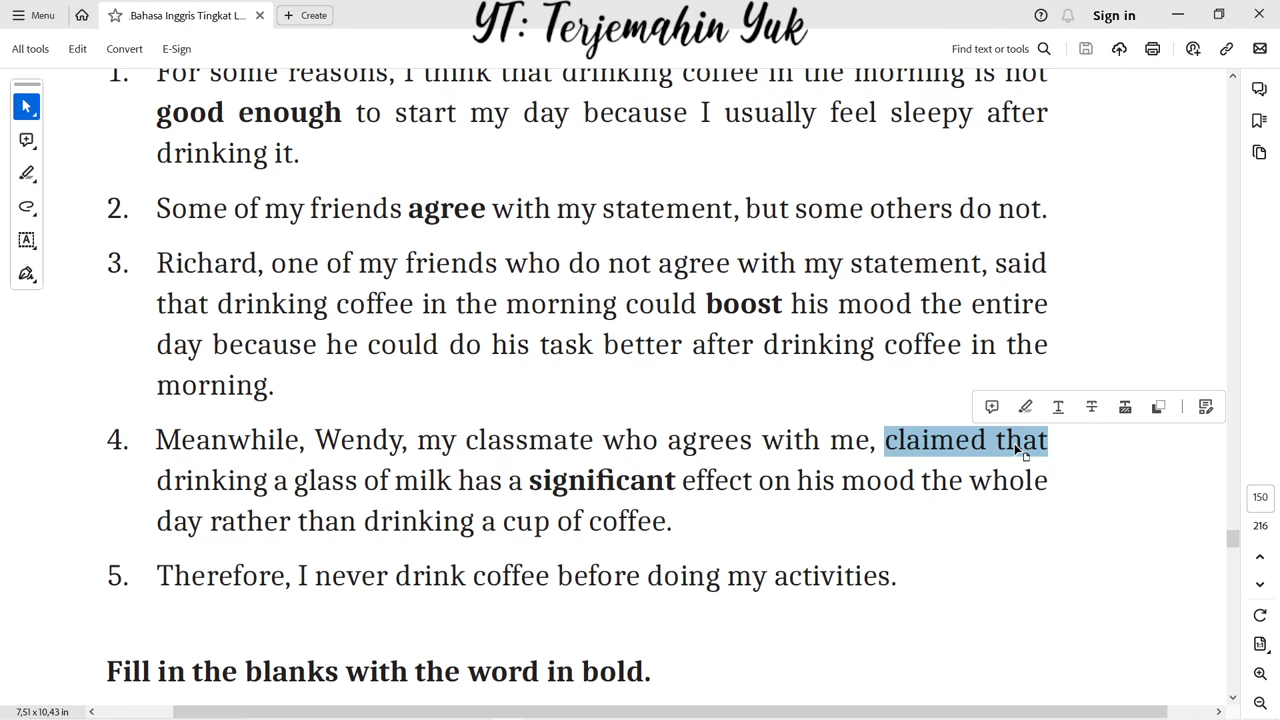 Menu
.Bahasa Inggris Tingkat L...
Create
YT: Terjemahin Yuk
Sign in
All tools
Edit
Convert
E-Sign
Find text or tools
1. For some reasons, I think that drinking coffee in the morning is not
good enough to start my day because I usually feel sleepy after
drinking it.
2. Some of my friends agree with my statement, but some others do not.
3. Richard, one of my friends who do not agree with my statement, said
that drinking coffee in the morning could boost his mood the entire
day because he could do his task better after drinking coffee in the
morning.
4. Meanwhile, Wendy, my classmate who agrees with me, claimed that
drinking a glass of milk has a significant effect on his mood the whole
day rather than drinking a cup of coffee.
150
216
5. Therefore, I never drink coffee before doing my activities.
Fill in the blanks with the word in bold.
7,51 x 10,43 in